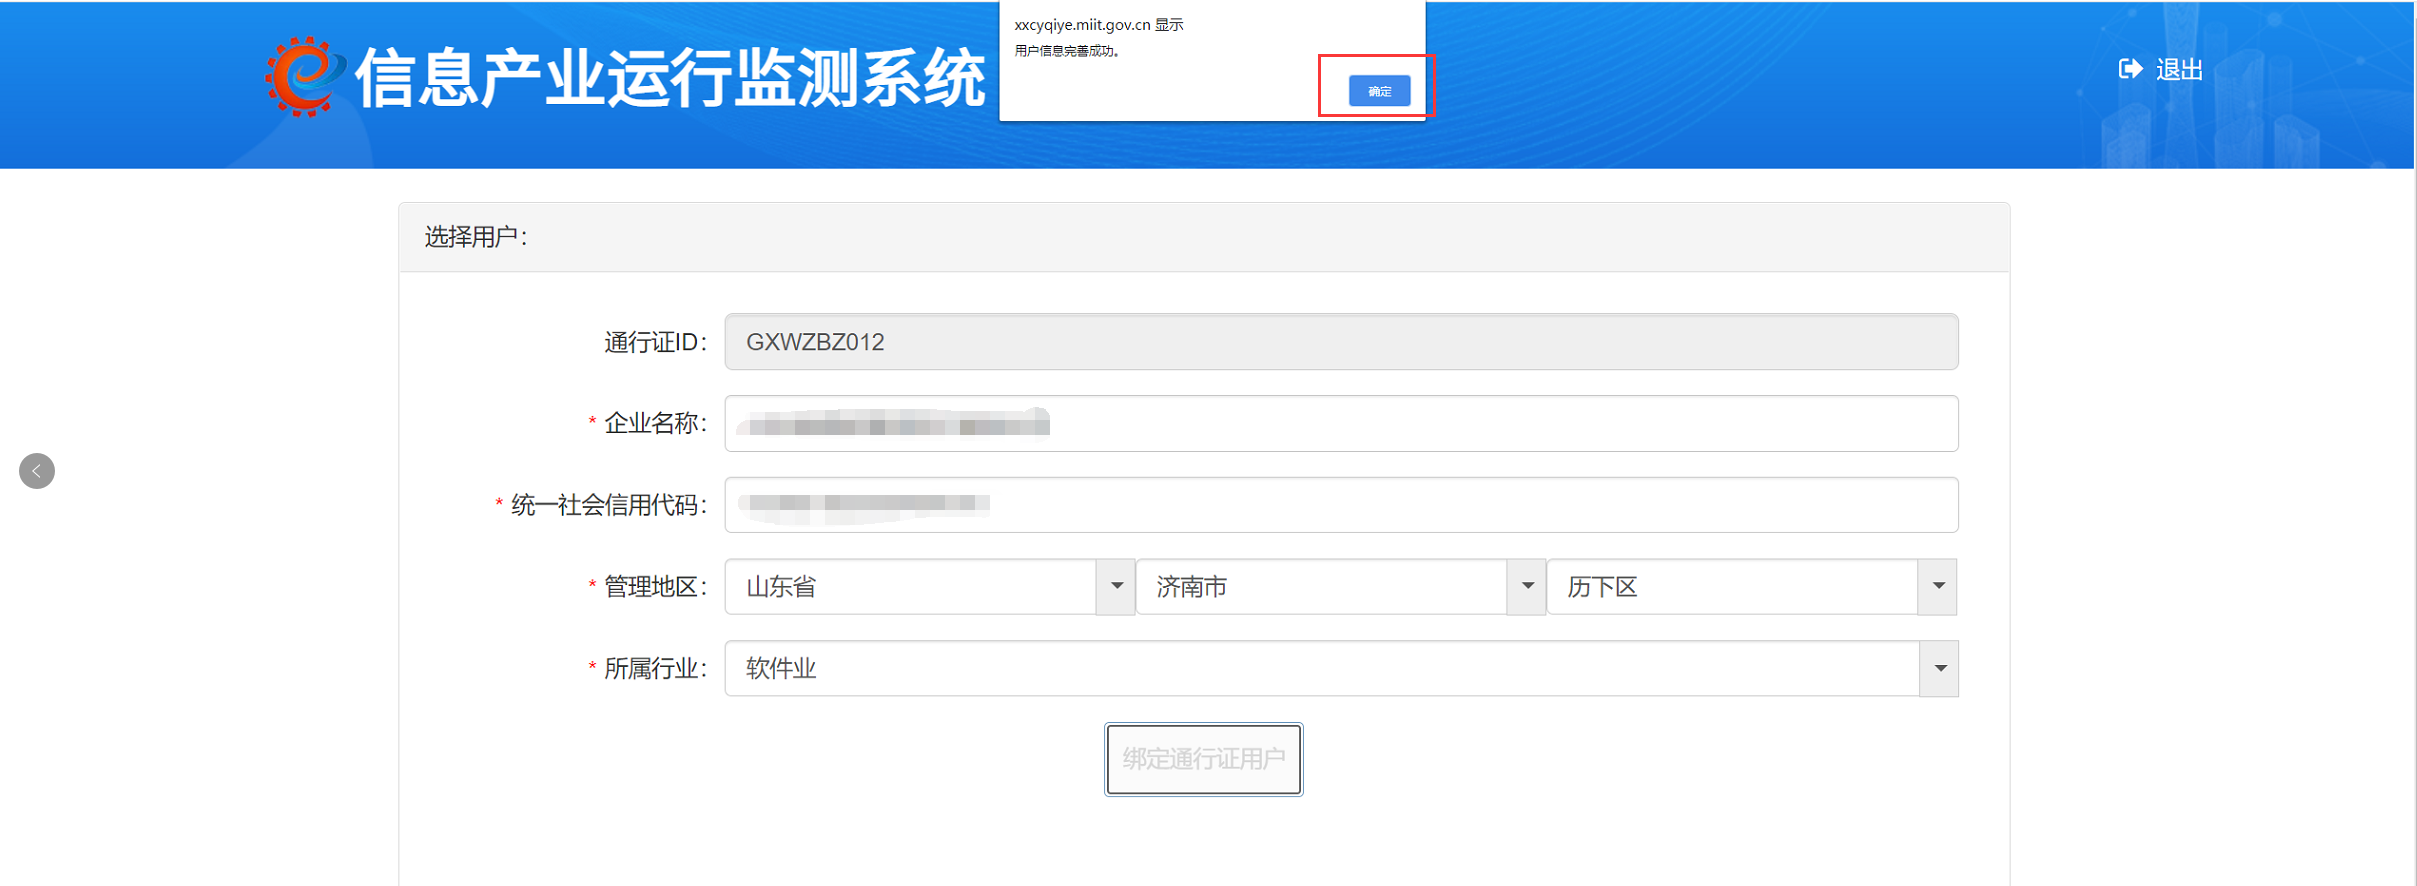 信息产业运行监测系统
xxcyqiye.miit.gov.cn 显示
用户信息完善成功。
确定
退出
选择用户：
通行证ID： GXWZBZ012
* 企业名称：
* 统一社会信用代码：
* 管理地区： 山东省 济南市 历下区
* 所属行业： 软件业
绑定通行证用户